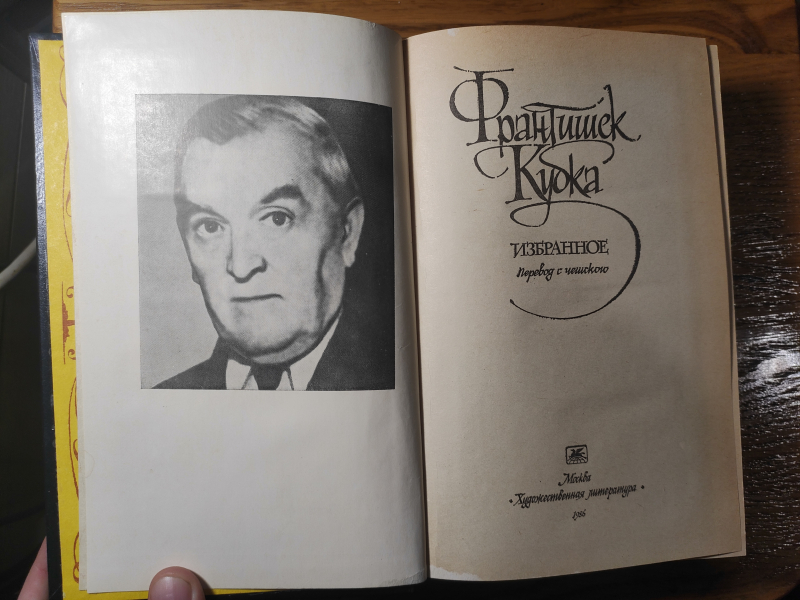 Франтишек
Кубка
ИЗБРАННОЕ
Перевод с чешского
Москва
· Художественная литература ·
1986